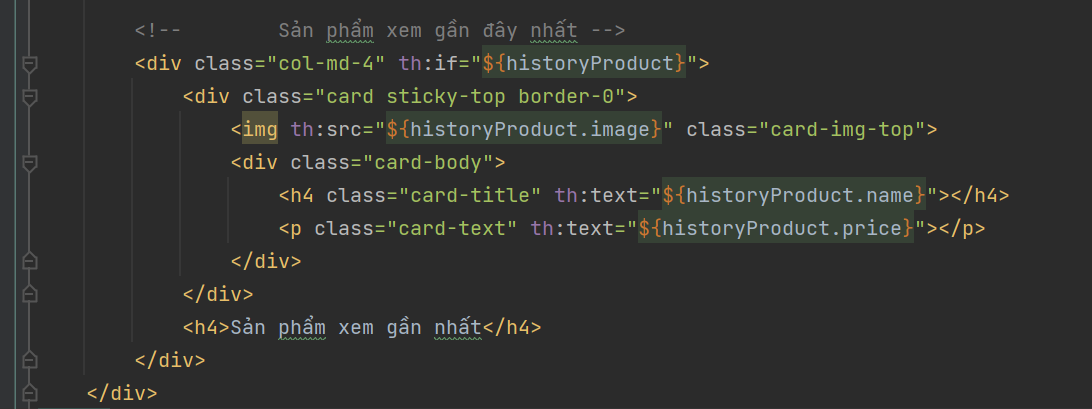 <!--        Sản phẩm xem gần đây nhất -->
<div class="col-md-4" th:if="${historyProduct}">
<div class="card sticky-top border-0">
<img th:src="${historyProduct.image}" class="card-img-top">
<div class="card-body">
<h4 class="card-title" th:text="${historyProduct.name}"></h4>
<p class="card-text" th:text="${historyProduct.price}"></p>
</div>
</div>
<h4>Sản phẩm xem gần nhất</h4>
</div>
</div>